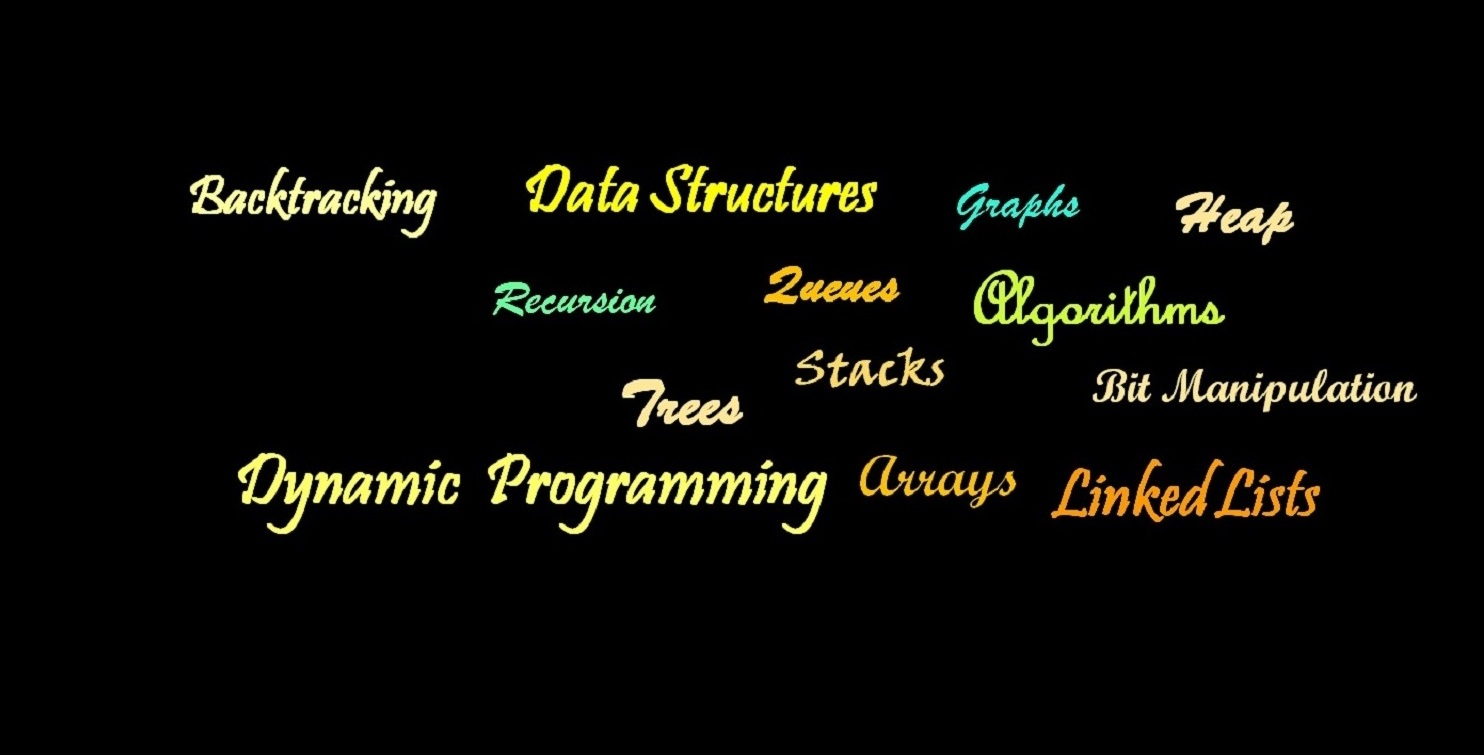 Backtracking Data Structures Graphs Heap
Recursion Queues Algorithms
Trees Stacks Bit Manipulation
Dynamic Programming Arrays Linked Lists